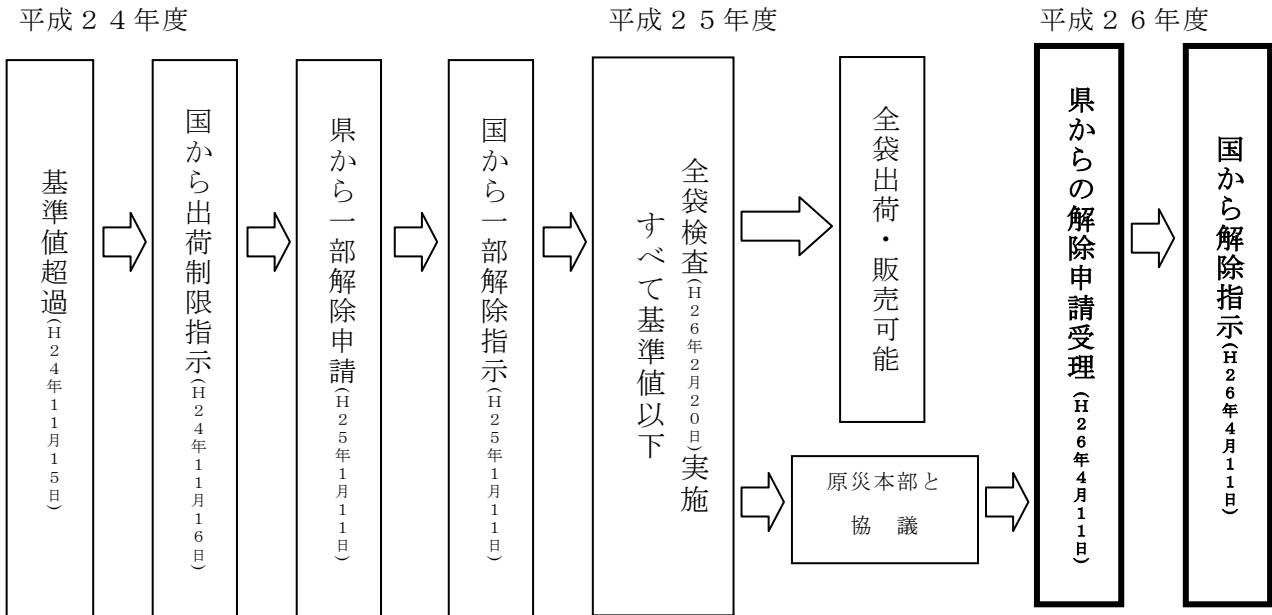 平成２４年度
平成２５年度
平成２６年度
基準値超過(Ｈ２４年１１月１５日)
国から出荷制限指示(Ｈ２４年１１月１６日)
県から一部解除申請(Ｈ２５年１月１１日)
国から一部解除指示(Ｈ２５年１月１１日)
全袋検査(Ｈ２６年２月２０日)実施
すべて基準値以下
全袋出荷・販売可能
原災本部と
協　議
県からの解除申請受理(Ｈ２６年４月１１日)
国から解除指示(Ｈ２６年４月１１日)